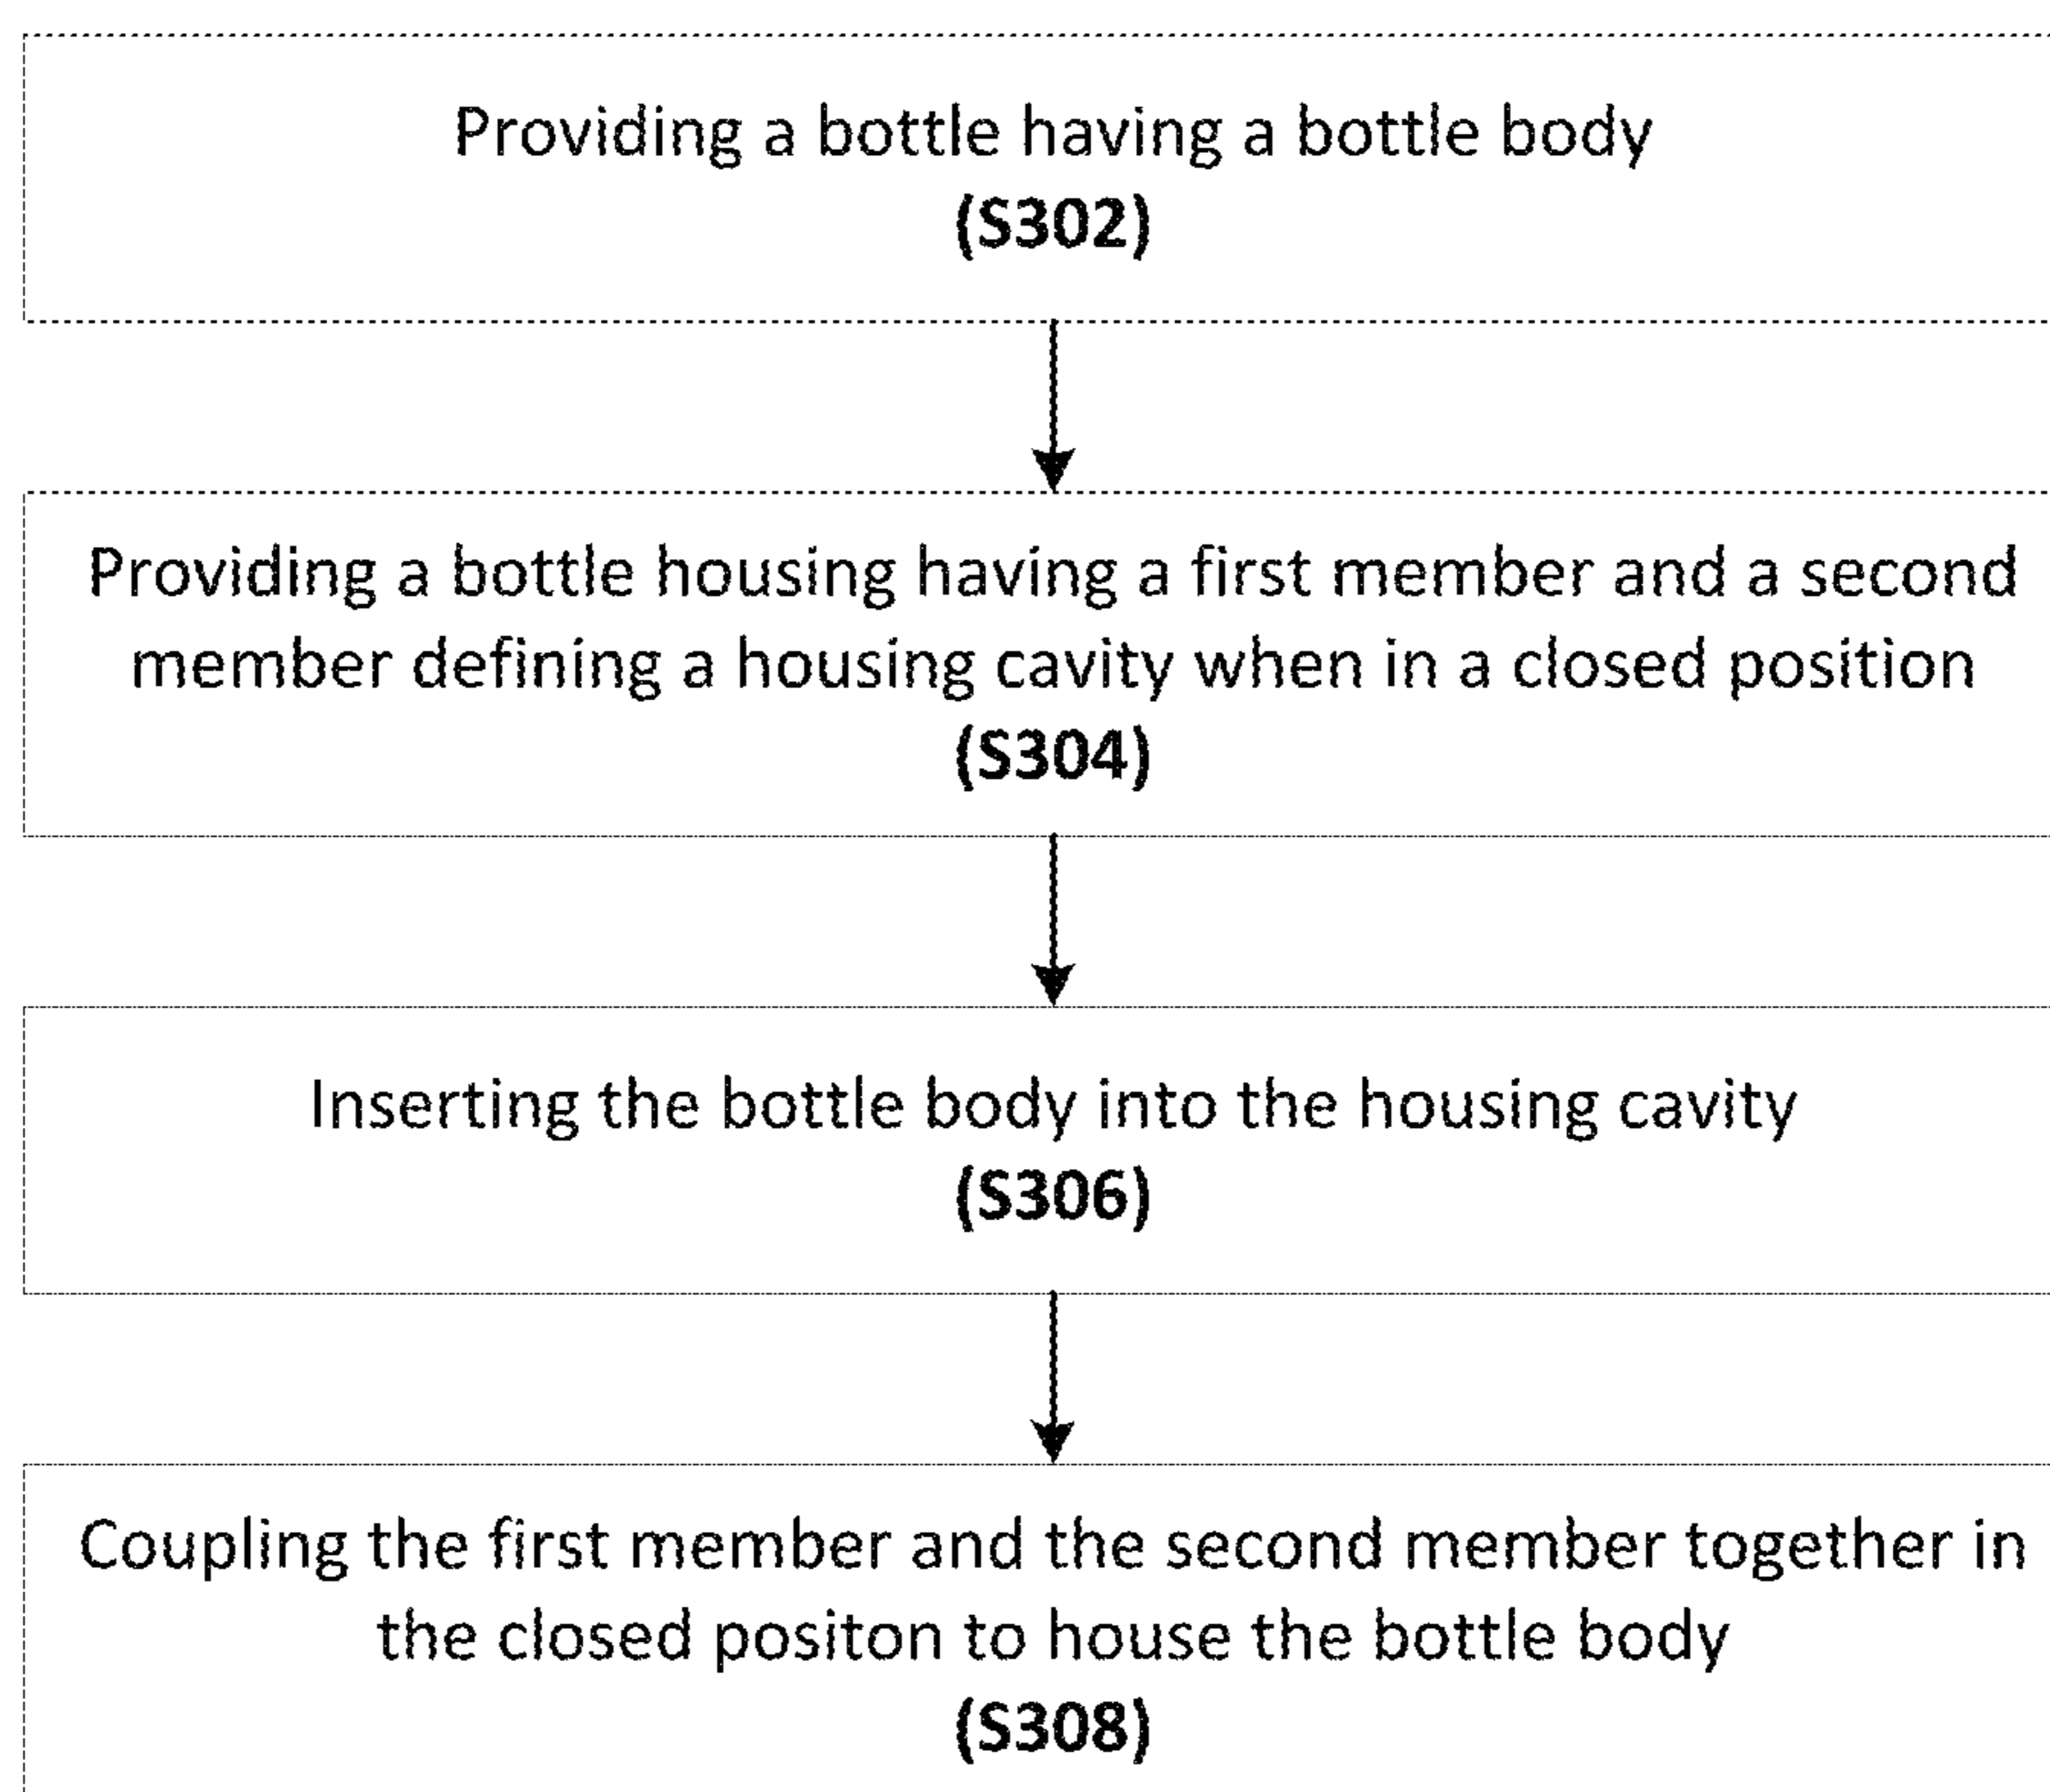 Providing a bottle having a bottle body
(S302)
Providing a bottle housing having a first member and a second
member defining a housing cavity when in a closed position
(S304)
Inserting the bottle body into the housing cavity
(S306)
Coupling the first member and the second member together in
the closed positon to house the bottle body
(S308)